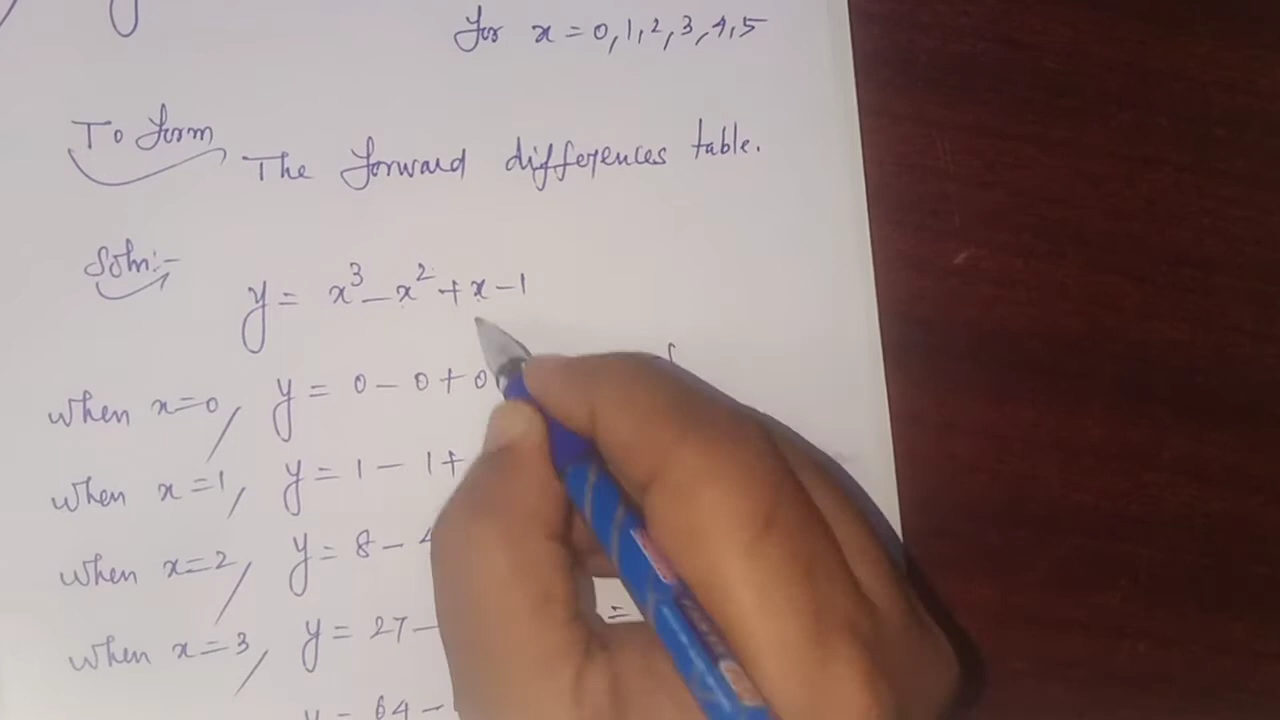 for x = 0, 1, 2, 3, 4, 5
To form
The forward differences table.
Soln:-
y = x³ - x² + x - 1
when x=0, y = 0 - 0 + 0
when x=1, y = 1 - 1 +
when x=2, y = 8 - 4
when x=3, y = 27 -
y = 64 -